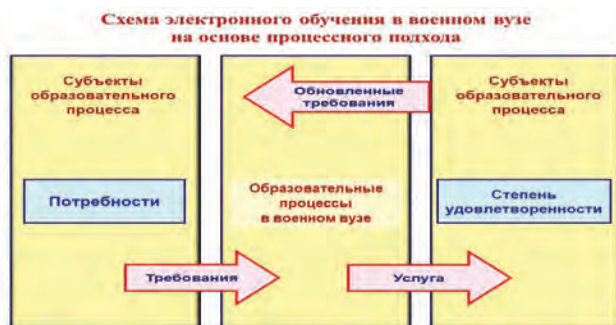 Схема электронного обучения в военном вузе
на основе процессного подхода
Субъекты
образовательного
процесса
Потребности
Требования
Обновленные
требования
Образовательные
процессы
в военном вузе
Услуга
Субъекты
образовательного
процесса
Степень
удовлетворенности